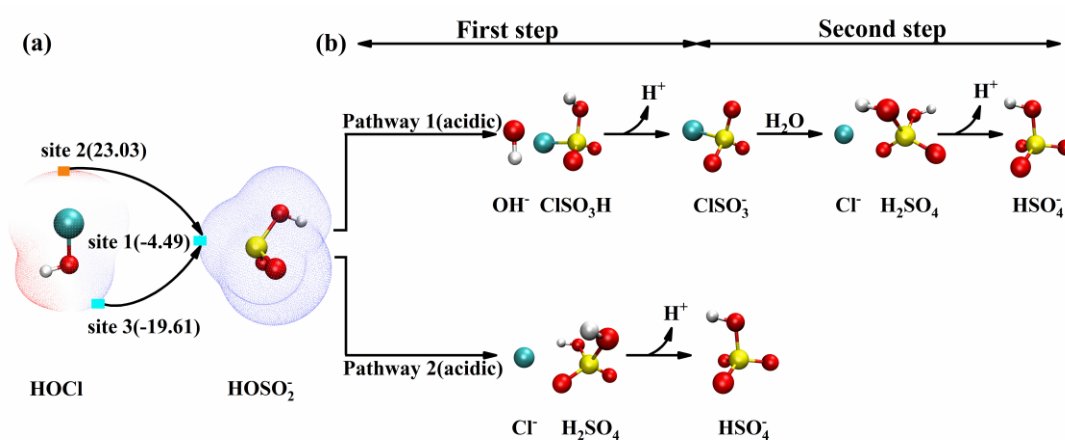 (a)
(b)
First step
Second step
site 2(23.03)
site 1(-4.49)
site 3(-19.61)
HOCl
HOSO₂⁻
Pathway 1(acidic)
H⁺
H₂O
H⁺
OH⁻ ClSO₃H
ClSO₃⁻
Cl⁻ H₂SO₄
HSO₄⁻
Pathway 2(acidic)
H⁺
Cl⁻ H₂SO₄
HSO₄⁻